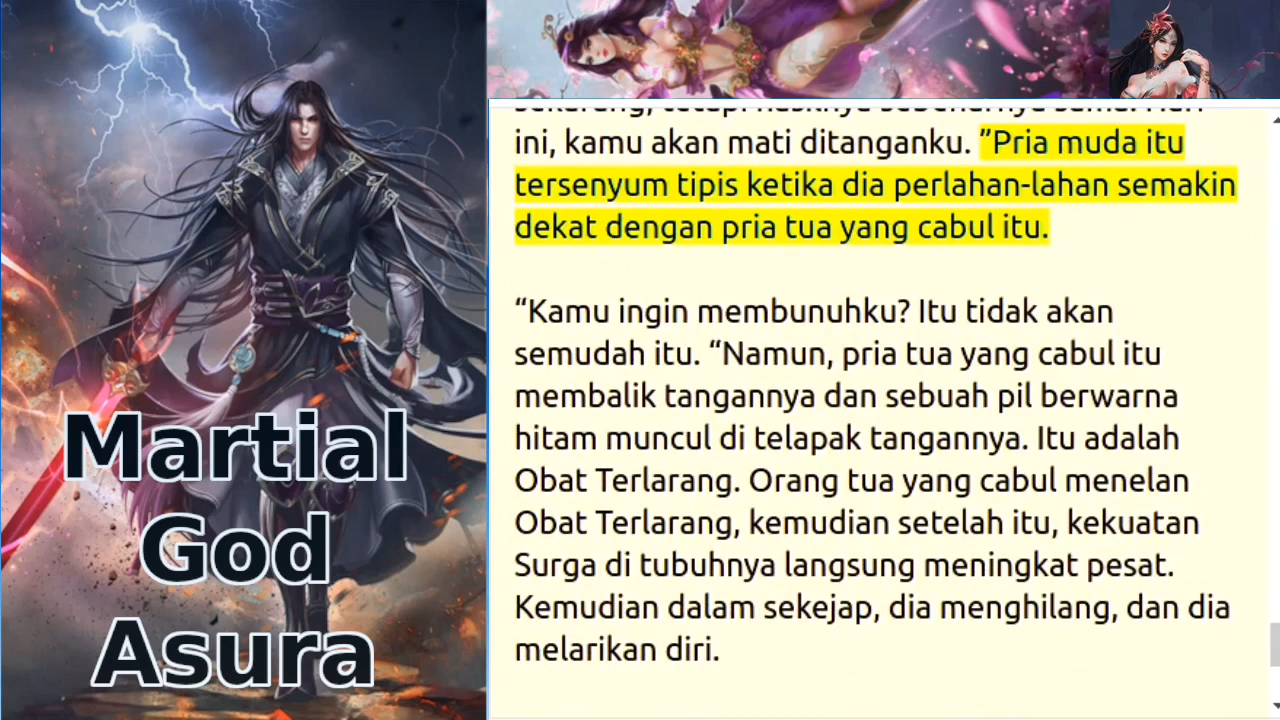 Martial
God
Asura
ini, kamu akan mati ditanganku. ”Pria muda itu
tersenyum tipis ketika dia perlahan-lahan semakin
dekat dengan pria tua yang cabul itu.
“Kamu ingin membunuhku? Itu tidak akan
semudah itu. “Namun, pria tua yang cabul itu
membalik tangannya dan sebuah pil berwarna
hitam muncul di telapak tangannya. Itu adalah
Obat Terlarang. Orang tua yang cabul menelan
Obat Terlarang, kemudian setelah itu, kekuatan
Surga di tubuhnya langsung meningkat pesat.
Kemudian dalam sekejap, dia menghilang, dan dia
melarikan diri.